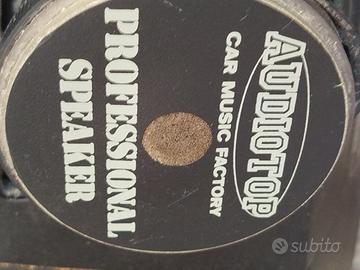 AUDIOTOP
CAR MUSIC FACTORY
PROFESSIONAL
SPEAKER
subito